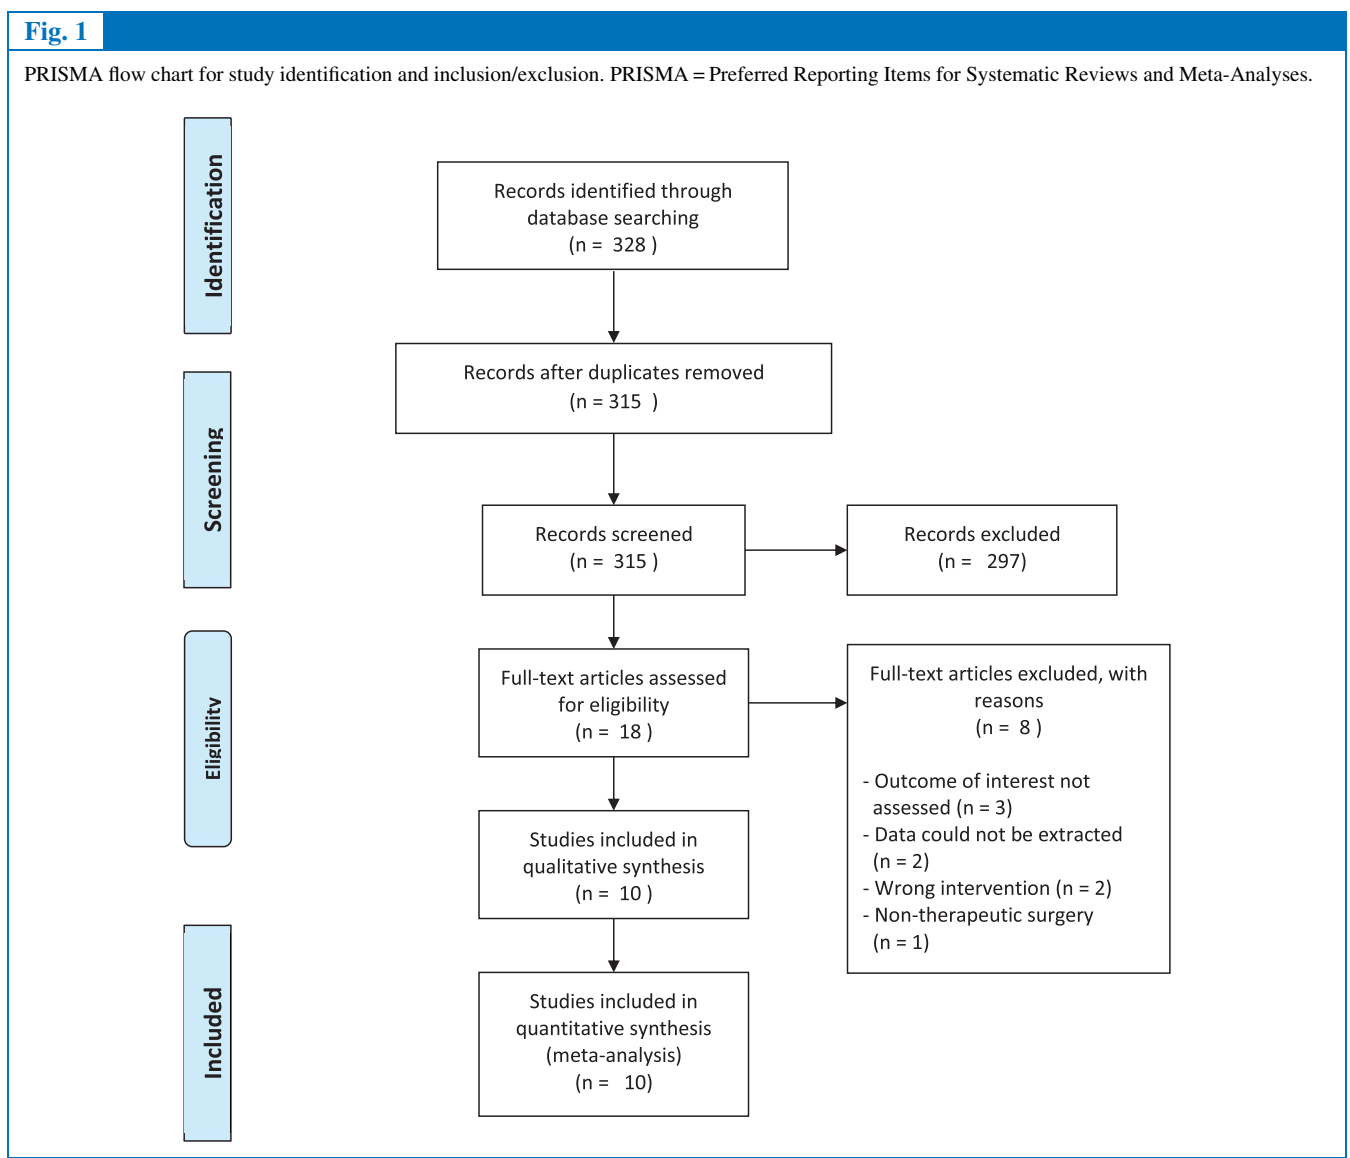 Fig. 1
PRISMA flow chart for study identification and inclusion/exclusion. PRISMA = Preferred Reporting Items for Systematic Reviews and Meta-Analyses.
Identification
Records identified through
database searching
(n = 328 )
Records after duplicates removed
(n = 315 )
Screening
Records screened
(n = 315 )
Records excluded
(n = 297)
Eligibility
Full-text articles assessed
for eligibility
(n = 18 )
Full-text articles excluded, with
reasons
(n = 8 )
- Outcome of interest not
assessed (n = 3)
- Data could not be extracted
(n = 2)
- Wrong intervention (n = 2)
- Non-therapeutic surgery
(n = 1)
Studies included in
qualitative synthesis
(n = 10 )
Included
Studies included in
quantitative synthesis
(meta-analysis)
(n = 10)